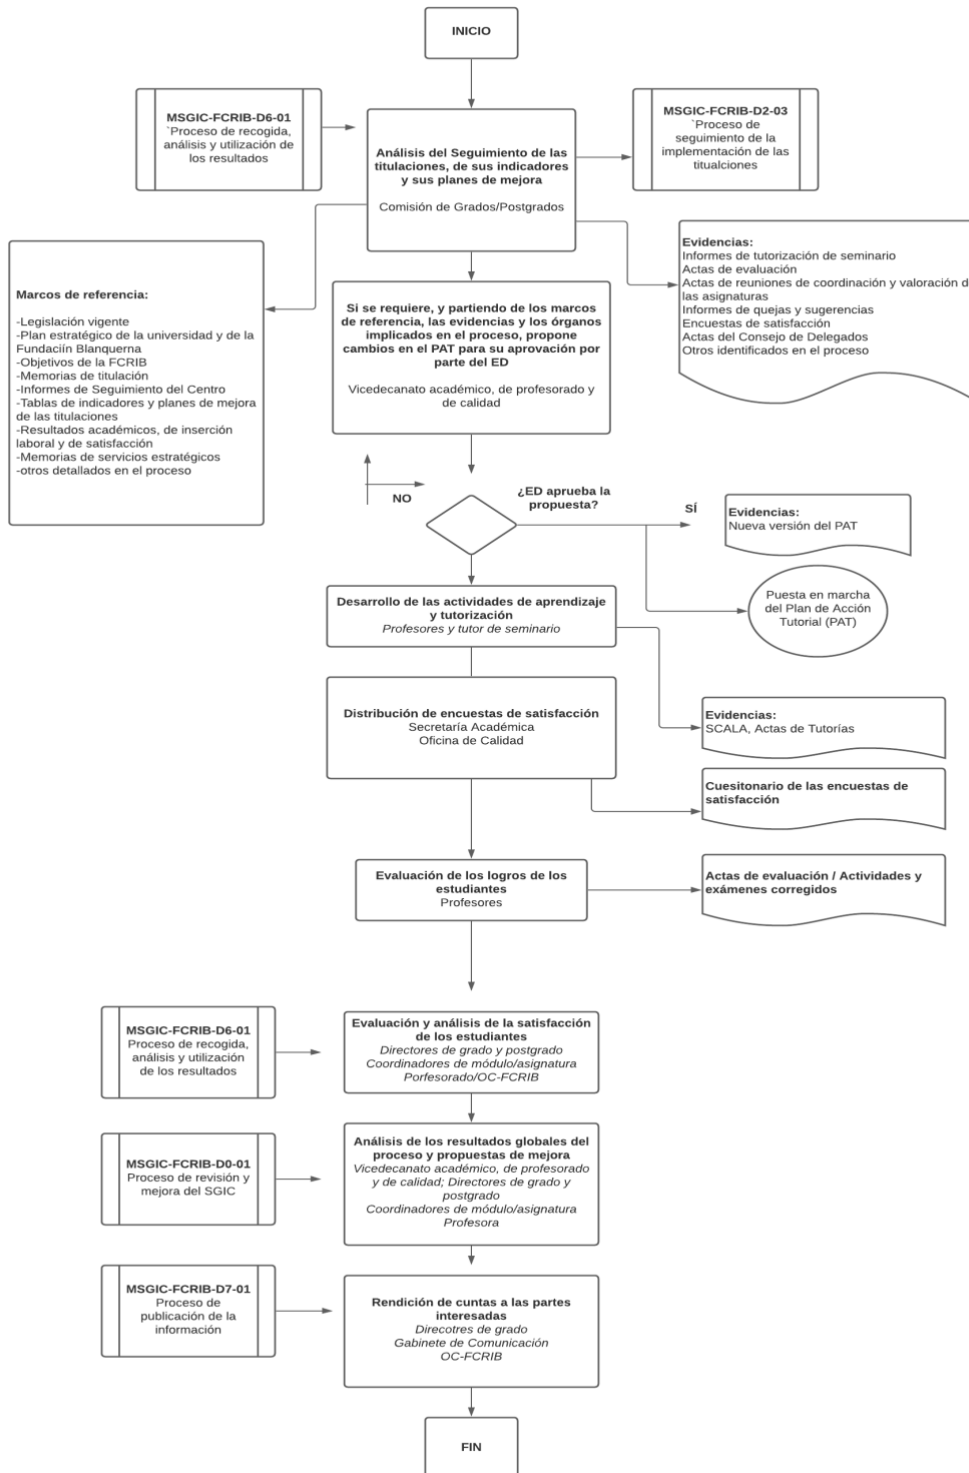 INICIO
MSGIC-FCRIB-D6-01
`Proceso de recogida,
análisis y utilización de
los resultados
Análisis del Seguimiento de las
titulaciones, de sus indicadores
y sus planes de mejora
Comisión de Grados/Postgrados
MSGIC-FCRIB-D2-03
`Proceso de
seguimiento de la
implementación de las
titualciones
Marcos de referencia:
-Legislación vigente
-Plan estratégico de la universidad y de la
Fundaciín Blanquerna
-Objetivos de la FCRIB
-Memorias de titulación
-Informes de Seguimiento del Centro
-Tablas de indicadores y planes de mejora
de las titulaciones
-Resultados académicos, de inserción
laboral y de satisfacción
-Memorias de servicios estratégicos
-otros detallados en el proceso
Evidencias:
Informes de tutorización de seminario
Actas de evaluación
Actas de reuniones de coordinación y valoración de
las asignaturas
Informes de quejas y sugerencias
Encuestas de satisfacción
Actas del Consejo de Delegados
Otros identificados en el proceso
Si se requiere, y partiendo de los marcos
de referencia, las evidencias y los órganos
implicados en el proceso, propone
cambios en el PAT para su aprovación por
parte del ED
Vicedecanato académico, de profesorado y
de calidad
NO
¿ED aprueba la
propuesta?
SÍ
Evidencias:
Nueva versión del PAT
Puesta en marcha
del Plan de Acción
Tutorial (PAT)
Desarrollo de las actividades de aprendizaje
y tutorización
Profesores y tutor de seminario
Distribución de encuestas de satisfacción
Secretaría Académica
Oficina de Calidad
Evidencias:
SCALA, Actas de Tutorías
Cuesitonario de las encuestas de
satisfacción
Evaluación de los logros de los
estudiantes
Profesores
Actas de evaluación / Actividades y
exámenes corregidos
MSGIC-FCRIB-D6-01
Proceso de recogida,
análisis y utilización
de los resultados
Evaluación y análisis de la satisfacción
de los estudiantes
Directores de grado y postgrado
Coordinadores de módulo/asignatura
Porfesorado/OC-FCRIB
MSGIC-FCRIB-D0-01
Proceso de revisión y
mejora del SGIC
Análisis de los resultados globales del
proceso y propuestas de mejora
Vicedecanato académico, de profesorado
y de calidad; Directores de grado y
postgrado
Coordinadores de módulo/asignatura
Profesora
MSGIC-FCRIB-D7-01
Proceso de
publicación de la
información
Rendición de cuntas a las partes
interesadas
Direcotres de grado
Gabinete de Comunicación
OC-FCRIB
FIN